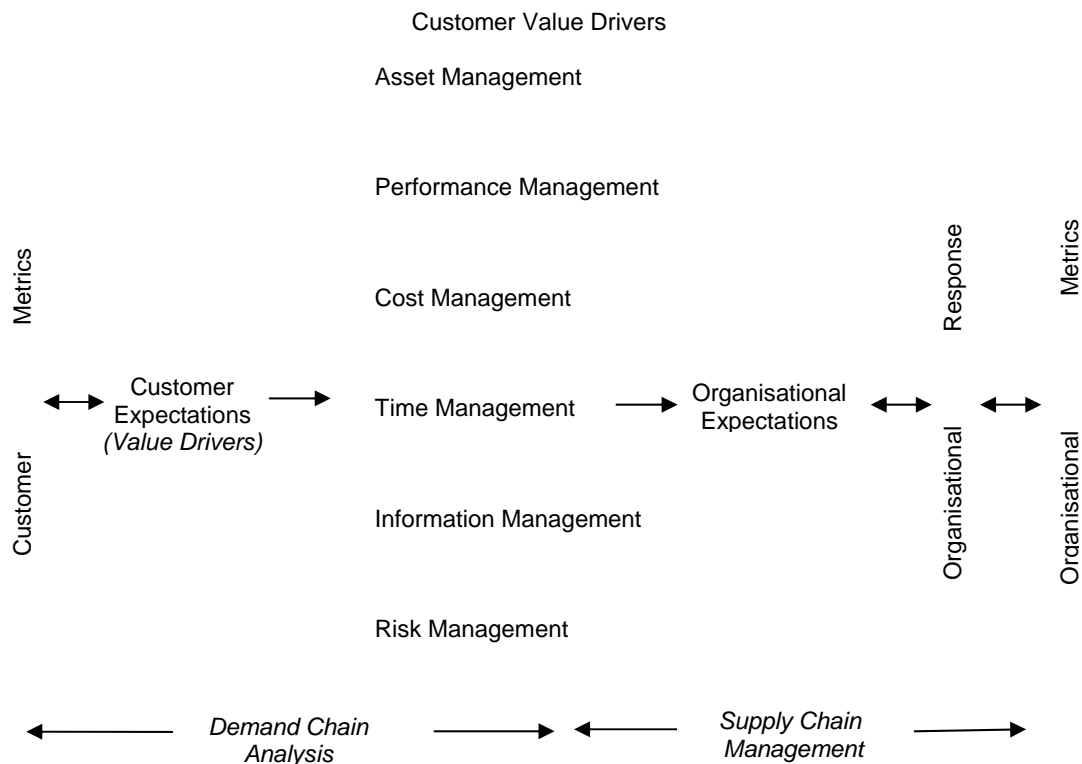 Customer Value Drivers
Asset Management
Performance Management
Cost Management
Time Management
Information Management
Risk Management
Customer Metrics
Customer
Expectations
(Value Drivers)
Organisational
Expectations
Organisational Response
Organisational Metrics
Demand Chain
Analysis
Supply Chain
Management